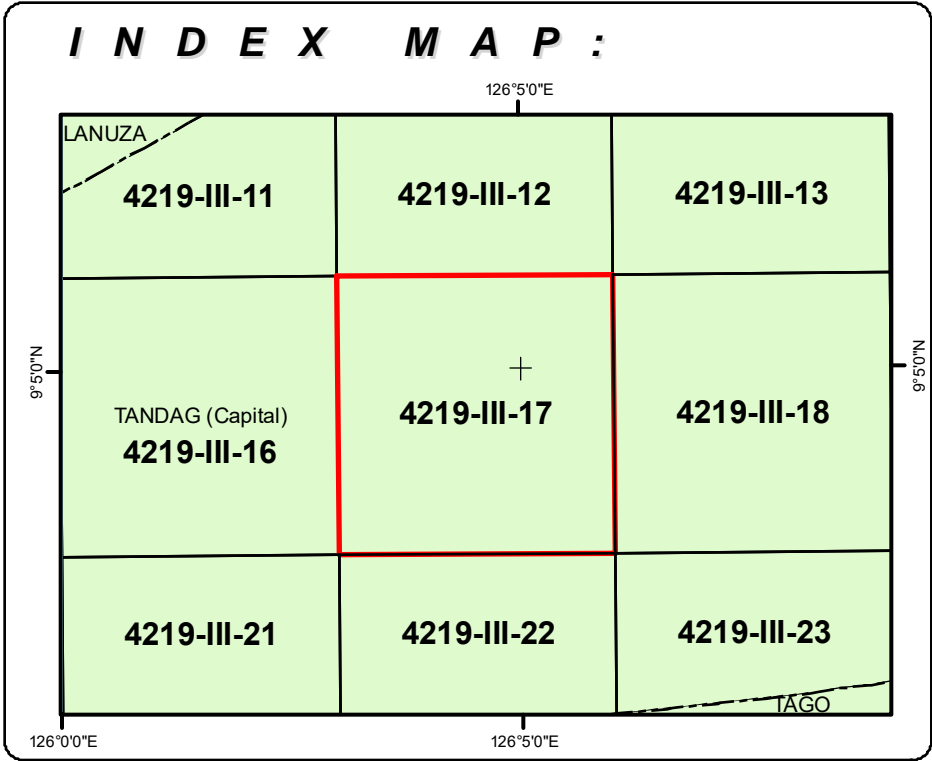 INDEX MAP:
126°5'0"E
LANUZA
4219-III-11
4219-III-12
4219-III-13
9°5'0"N
9°5'0"N
TANDAG (Capital)
4219-III-16
4219-III-17
4219-III-18
4219-III-21
4219-III-22
4219-III-23
TAGO
126°0'0"E
126°5'0"E